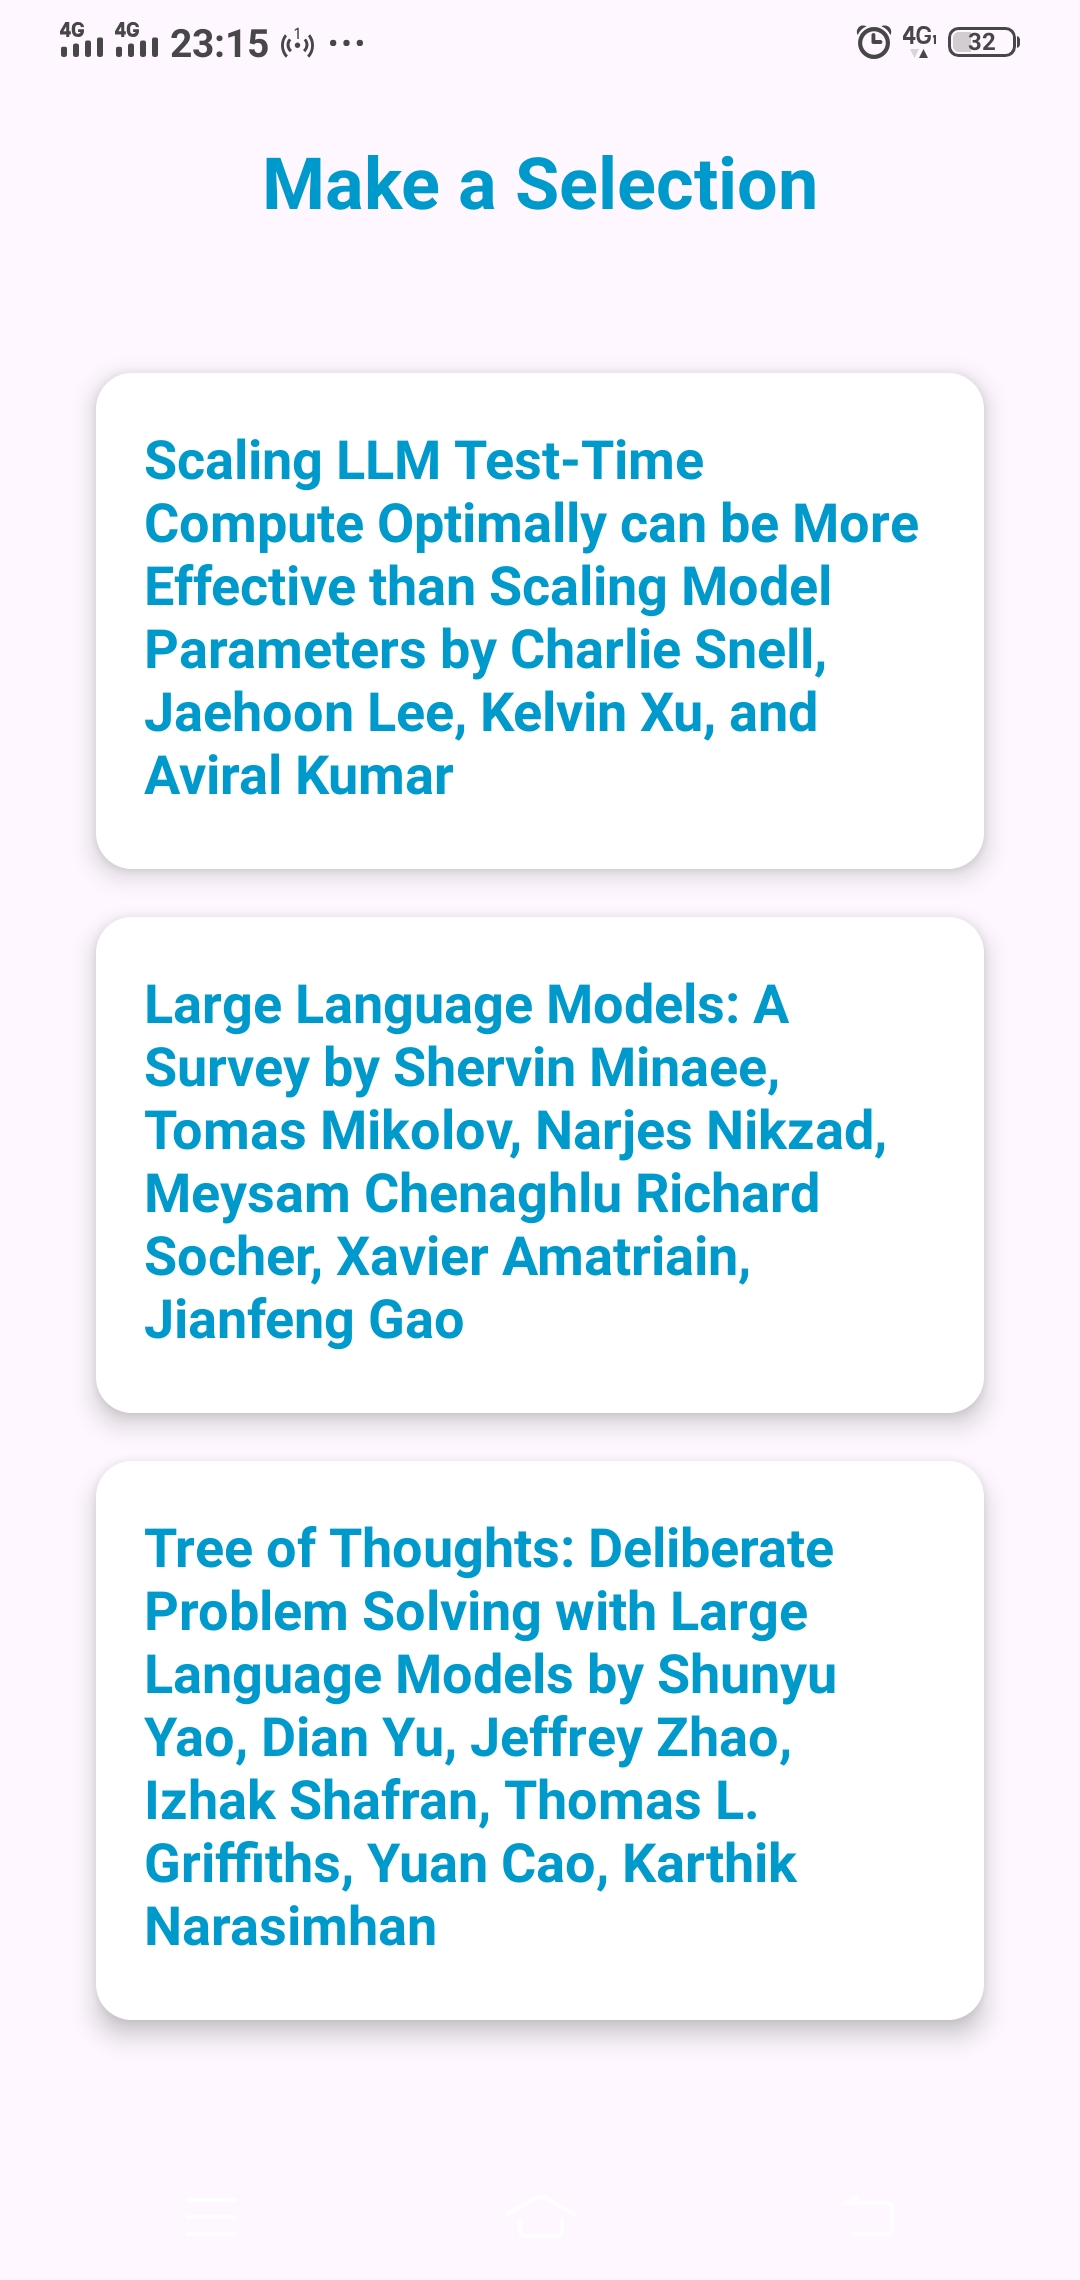 4G 4G 23:15 1 ... 4G1 32
Make a Selection
Scaling LLM Test-Time
Compute Optimally can be More
Effective than Scaling Model
Parameters by Charlie Snell,
Jaehoon Lee, Kelvin Xu, and
Aviral Kumar
Large Language Models: A
Survey by Shervin Minaee,
Tomas Mikolov, Narjes Nikzad,
Meysam Chenaghlu Richard
Socher, Xavier Amatriain,
Jianfeng Gao
Tree of Thoughts: Deliberate
Problem Solving with Large
Language Models by Shunyu
Yao, Dian Yu, Jeffrey Zhao,
Izhak Shafran, Thomas L.
Griffiths, Yuan Cao, Karthik
Narasimhan